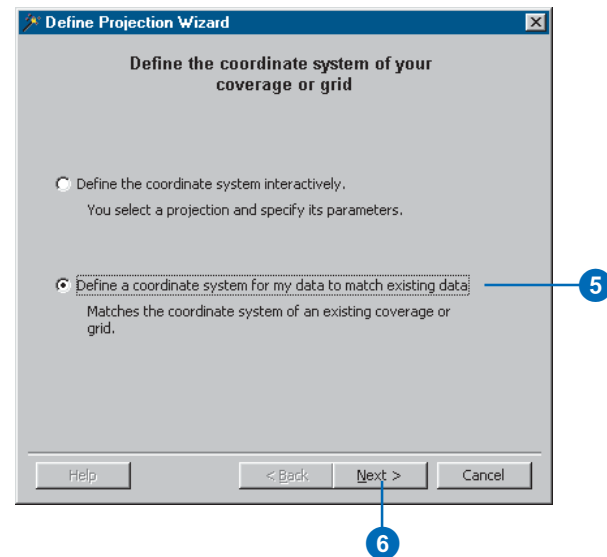 Define Projection Wizard
Define the coordinate system of your
coverage or grid
Define the coordinate system interactively.
You select a projection and specify its parameters.
Define a coordinate system for my data to match existing data
5
Matches the coordinate system of an existing coverage or
grid.
Help
< Back
Next >
Cancel
6